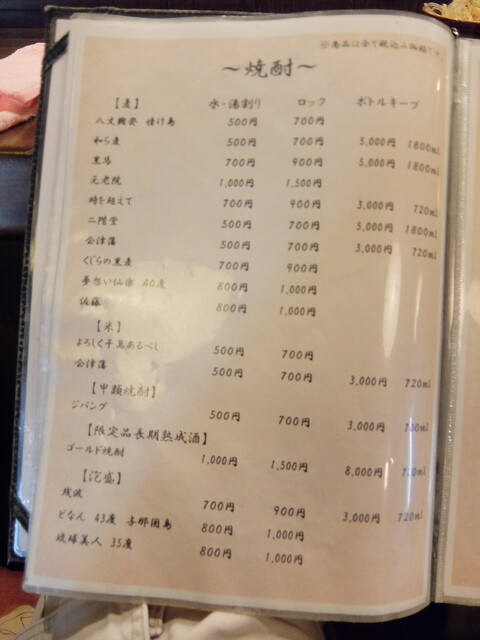 ※商品は全て税込み価格です
～焼酎～
【麦】 水・湯割り ロック ボトルキープ
八丈興發 情け島 500円 700円
和ら麦 500円 700円 5,000円 1800ml
黒馬 700円 900円 5,000円 1800ml
元老院 1,000円 1,500円
時を超えて 700円 900円 3,000円 720ml
二階堂 500円 700円 5,000円 1800ml
会津藩 500円 700円 3,000円 720ml
くじらの黒麦 700円 900円
夢想い仙楽 40度 800円 1,000円
佐藤 800円 1,000円
【米】
よろしく千萬あるべし 500円 700円
会津藩 500円 700円 3,000円 720ml
【甲類焼酎】
ジパング 500円 700円 3,000円 700ml
【限定品長期熟成酒】
ゴールド焼酎 1,000円 1,500円 8,000円 720ml
【泡盛】
残波 700円 900円 3,000円 720ml
どなん 43度 与那国島 800円 1,000円
琉球美人 35度 800円 1,000円